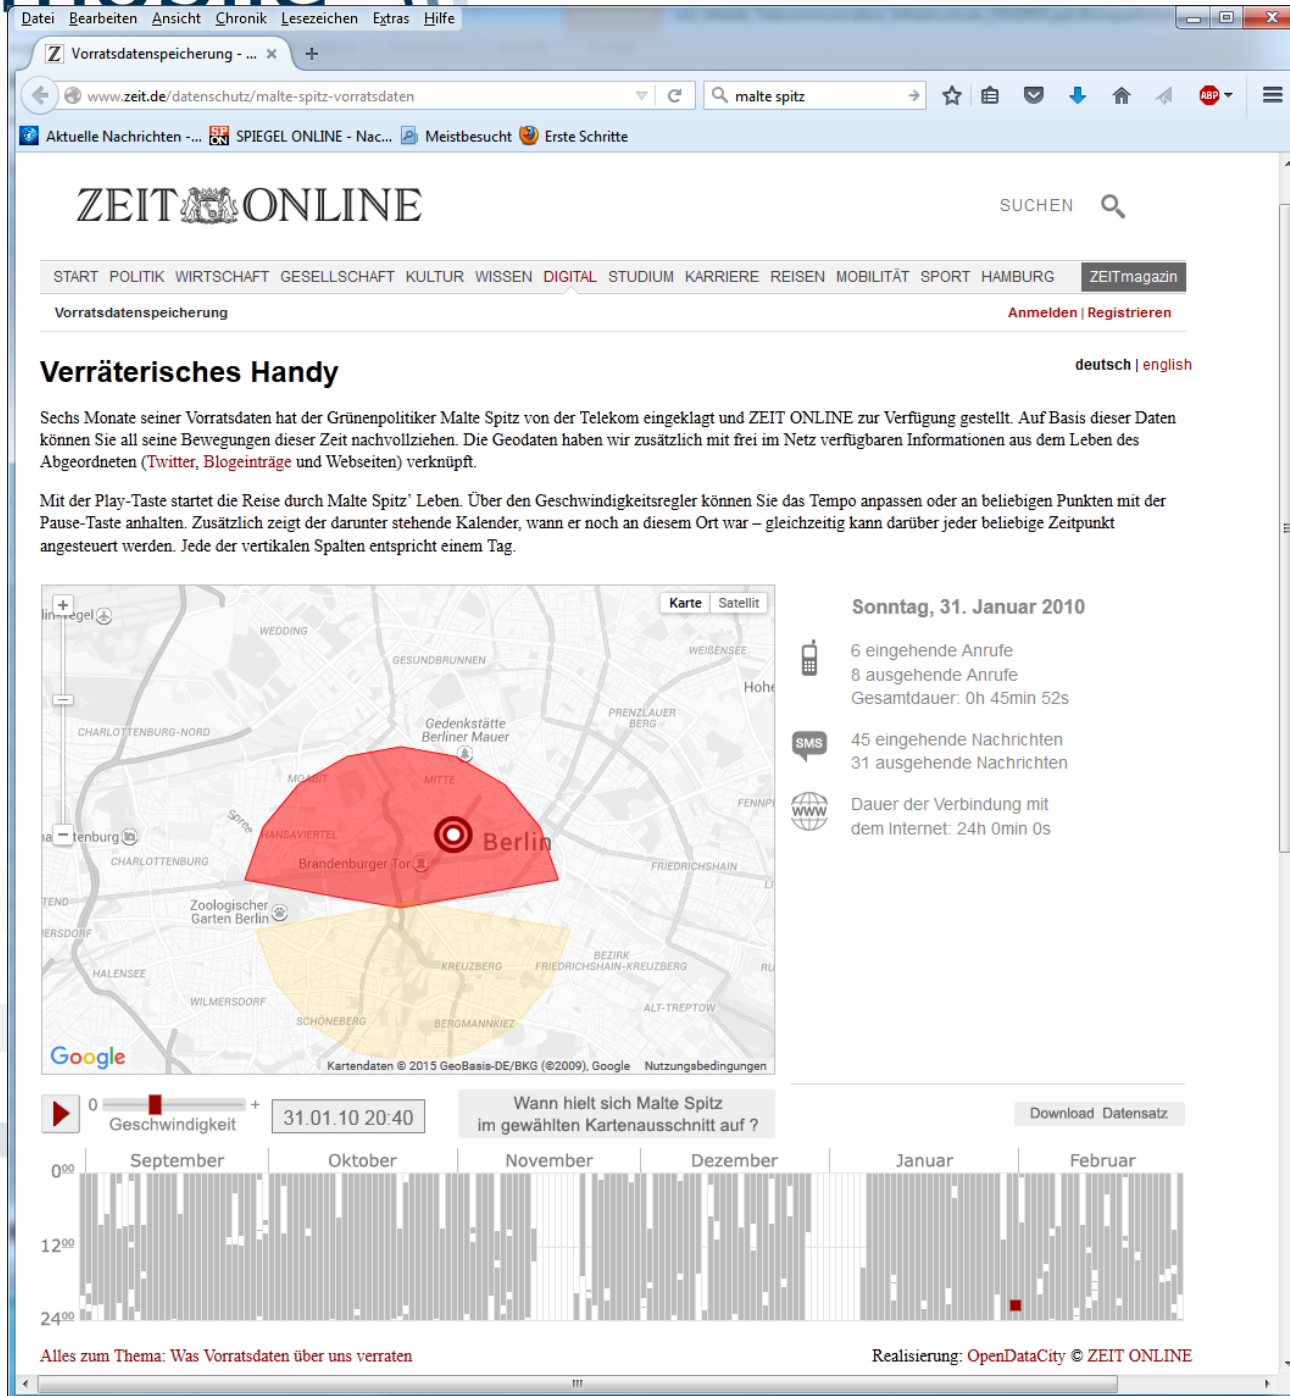 Datei Bearbeiten Ansicht Chronik Lesezeichen Extras Hilfe
Z Vorratsdatenspeicherung - ... × +
www.zeit.de/datenschutz/malte-spitz-vorratsdaten
malte spitz
ABP
Aktuelle Nachrichten -... SPIEGEL ONLINE - Nac... Meistbesucht Erste Schritte
ZEIT ONLINE
SUCHEN
START POLITIK WIRTSCHAFT GESELLSCHAFT KULTUR WISSEN DIGITAL STUDIUM KARRIERE REISEN MOBILITÄT SPORT HAMBURG ZEITmagazin
Vorratsdatenspeicherung
Anmelden | Registrieren
Verräterisches Handy
deutsch | english
Sechs Monate seiner Vorratsdaten hat der Grünenpolitiker Malte Spitz von der Telekom eingeklagt und ZEIT ONLINE zur Verfügung gestellt. Auf Basis dieser Daten
können Sie all seine Bewegungen dieser Zeit nachvollziehen. Die Geodaten haben wir zusätzlich mit frei im Netz verfügbaren Informationen aus dem Leben des
Abgeordneten (Twitter, Blogeinträge und Webseiten) verknüpft.
Mit der Play-Taste startet die Reise durch Malte Spitz' Leben. Über den Geschwindigkeitsregler können Sie das Tempo anpassen oder an beliebigen Punkten mit der
Pause-Taste anhalten. Zusätzlich zeigt der darunter stehende Kalender, wann er noch an diesem Ort war – gleichzeitig kann darüber jeder beliebige Zeitpunkt
angesteuert werden. Jede der vertikalen Spalten entspricht einem Tag.
Karte Satellit
WEDDING
GESUNDBRUNNEN
WEIßENSEE
Hohe
PRENZLAUER
BERG
Gedenkstätte
Berliner Mauer
CHARLOTTENBURG-NORD
MOABIT
MITTE
FENNP
Spree
HANSAVIERTEL
Berlin
tenburg
CHARLOTTENBURG
Brandenburger Tor
FRIEDRICHSHAIN
Zoologischer
Garten Berlin
TEND
MERSDORF
HALENSEE
KREUZBERG
BEZIRK
FRIEDRICHSHAIN-KREUZBERG
RU
WILMERSDORF
SCHÖNEBERG
BERGMANNKIEZ
ALT-TREPTOW
Google
Kartendaten © 2015 GeoBasis-DE/BKG (©2009), Google Nutzungsbedingungen
Sonntag, 31. Januar 2010
6 eingehende Anrufe
8 ausgehende Anrufe
Gesamtdauer: 0h 45min 52s
SMS
45 eingehende Nachrichten
31 ausgehende Nachrichten
www
Dauer der Verbindung mit
dem Internet: 24h 0min 0s
0 +
Geschwindigkeit
31.01.10 20:40
Wann hielt sich Malte Spitz
im gewählten Kartenausschnitt auf ?
Download Datensatz
September Oktober November Dezember Januar Februar
0⁰⁰
12⁰⁰
24⁰⁰
Alles zum Thema: Was Vorratsdaten über uns verraten
Realisierung: OpenDataCity © ZEIT ONLINE